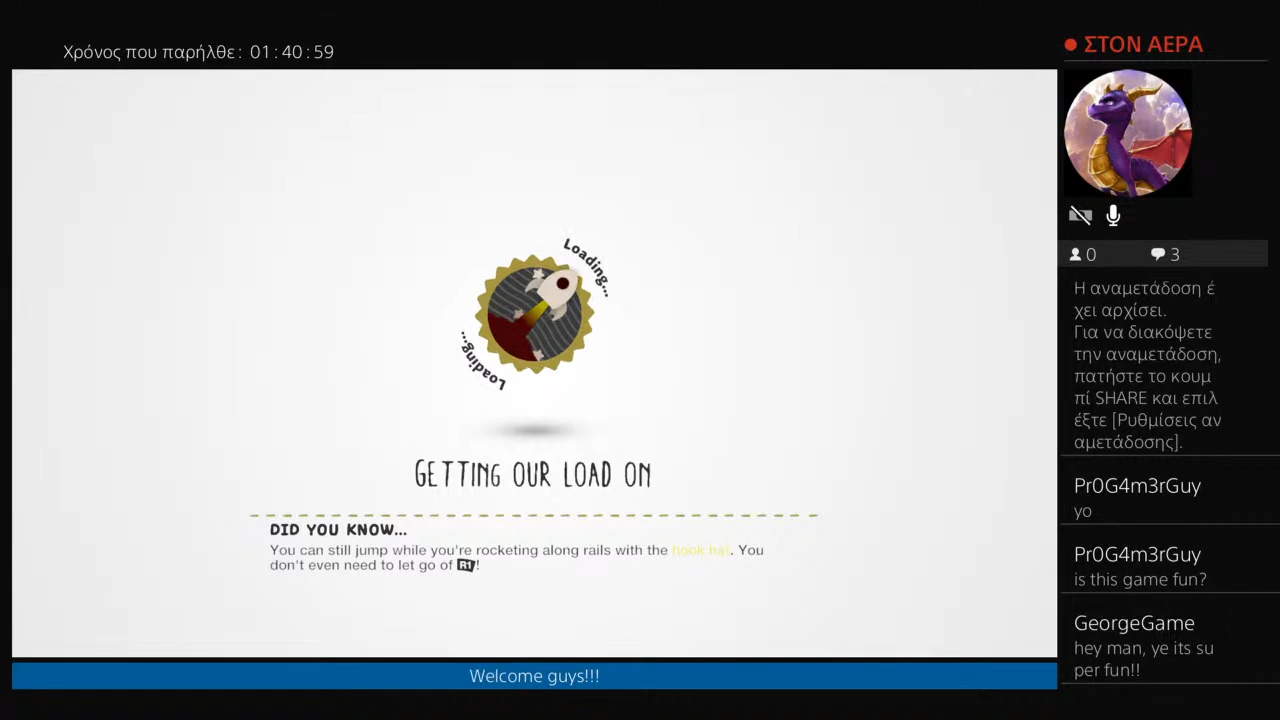 Χρόνος που παρήλθε: 01:40:59
ΣΤΟΝ ΑΕΡΑ
0
3
Loading...
Loading...
GETTING OUR LOAD ON
DID YOU KNOW...
You can still jump while you're rocketing along rails with the hook hat. You
don't even need to let go of R1!
Welcome guys!!!
Η αναμετάδοση έ
χει αρχίσει.
Για να διακόψετε
την αναμετάδοση,
πατήστε το κουμ
πί SHARE και επιλ
έξτε [Ρυθμίσεις αν
αμετάδοσης].
Pr0G4m3rGuy
yo
Pr0G4m3rGuy
is this game fun?
GeorgeGame
hey man, ye its su
per fun!!